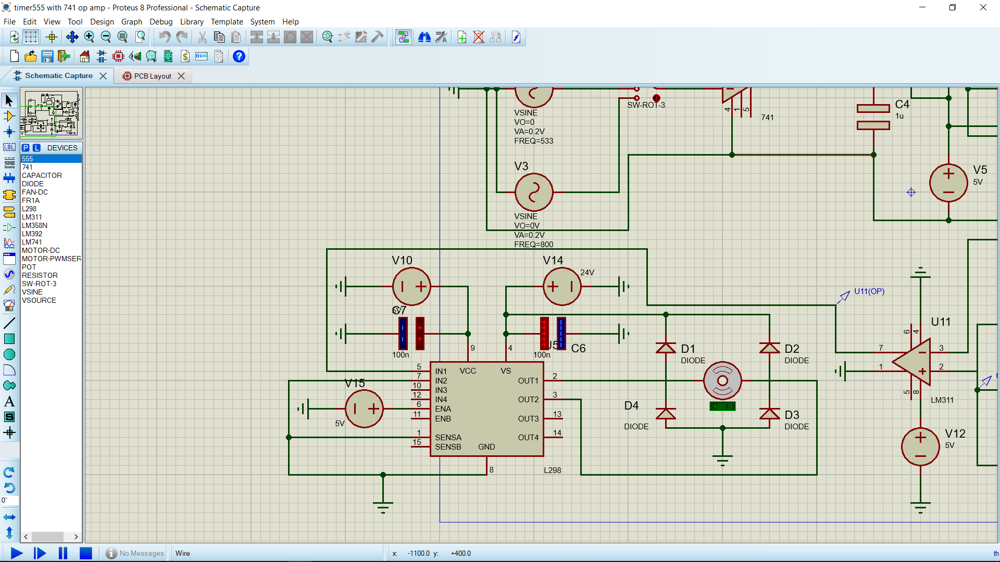 timer555 with 741 op amp - Proteus 8 Professional - Schematic Capture
File Edit View Tool Design Graph Debug Library Template System Help
Schematic Capture
PCB Layout
P L DEVICES
555
741
CAPACITOR
DIODE
FAN-DC
FR1A
L298
LM311
LM358N
LM392
LM741
MOTOR-DC
MOTOR-PWMSER
POT
RESISTOR
SW-ROT-3
VSINE
VSOURCE
LBL
A
S
0°
VSINE
VO=0
VA=0.2V
FREQ=533
SW-ROT-3
4 1 5
741
C4
1u
V3
VSINE
VO=0V
VA=0.2V
FREQ=800
V5
5V
V10
5V
V14
24V
C7
100n
C6
100n
U5
9
4
5 IN1
7 IN2
10 IN3
12 IN4
6 ENA
11 ENB
1 SENSA
15 SENSB
VCC
VS
GND
OUT1 2
OUT2 3
OUT3 13
OUT4 14
8
L298
V15
5V
D1
DIODE
D2
DIODE
D4
DIODE
D3
DIODE
+88.8
U11(OP)
U11
6 4
7 3
1 2
5 8
LM311
V12
5V
No Messages
Wire
x: -1100.0 y: +400.0
th